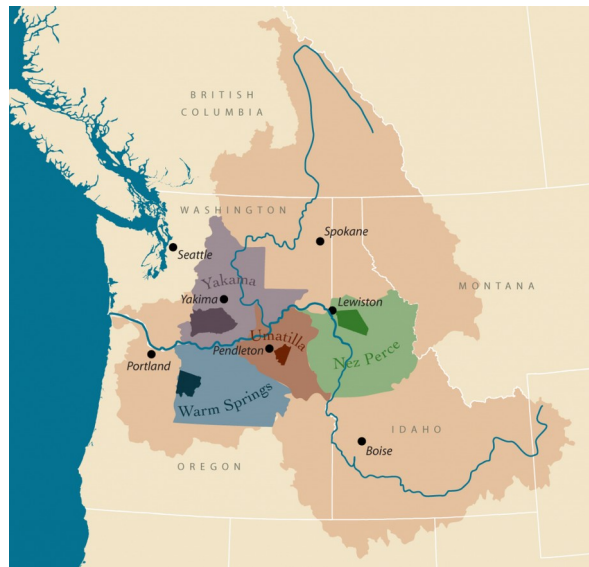 BRITISH
COLUMBIA
WASHINGTON
Spokane
Seattle
Yakama
MONTANA
Yakima
Lewiston
Umatilla
Pendleton
Nez Perce
Portland
Warm Springs
IDAHO
Boise
OREGON